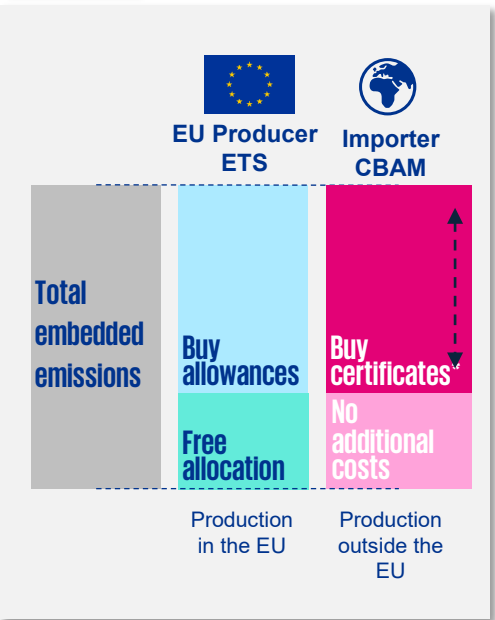 EU Producer
ETS
Importer
CBAM
Total
embedded
emissions
Buy
allowances
Buy
certificates*
Free
allocation
No
additional
costs
Production
in the EU
Production
outside the
EU